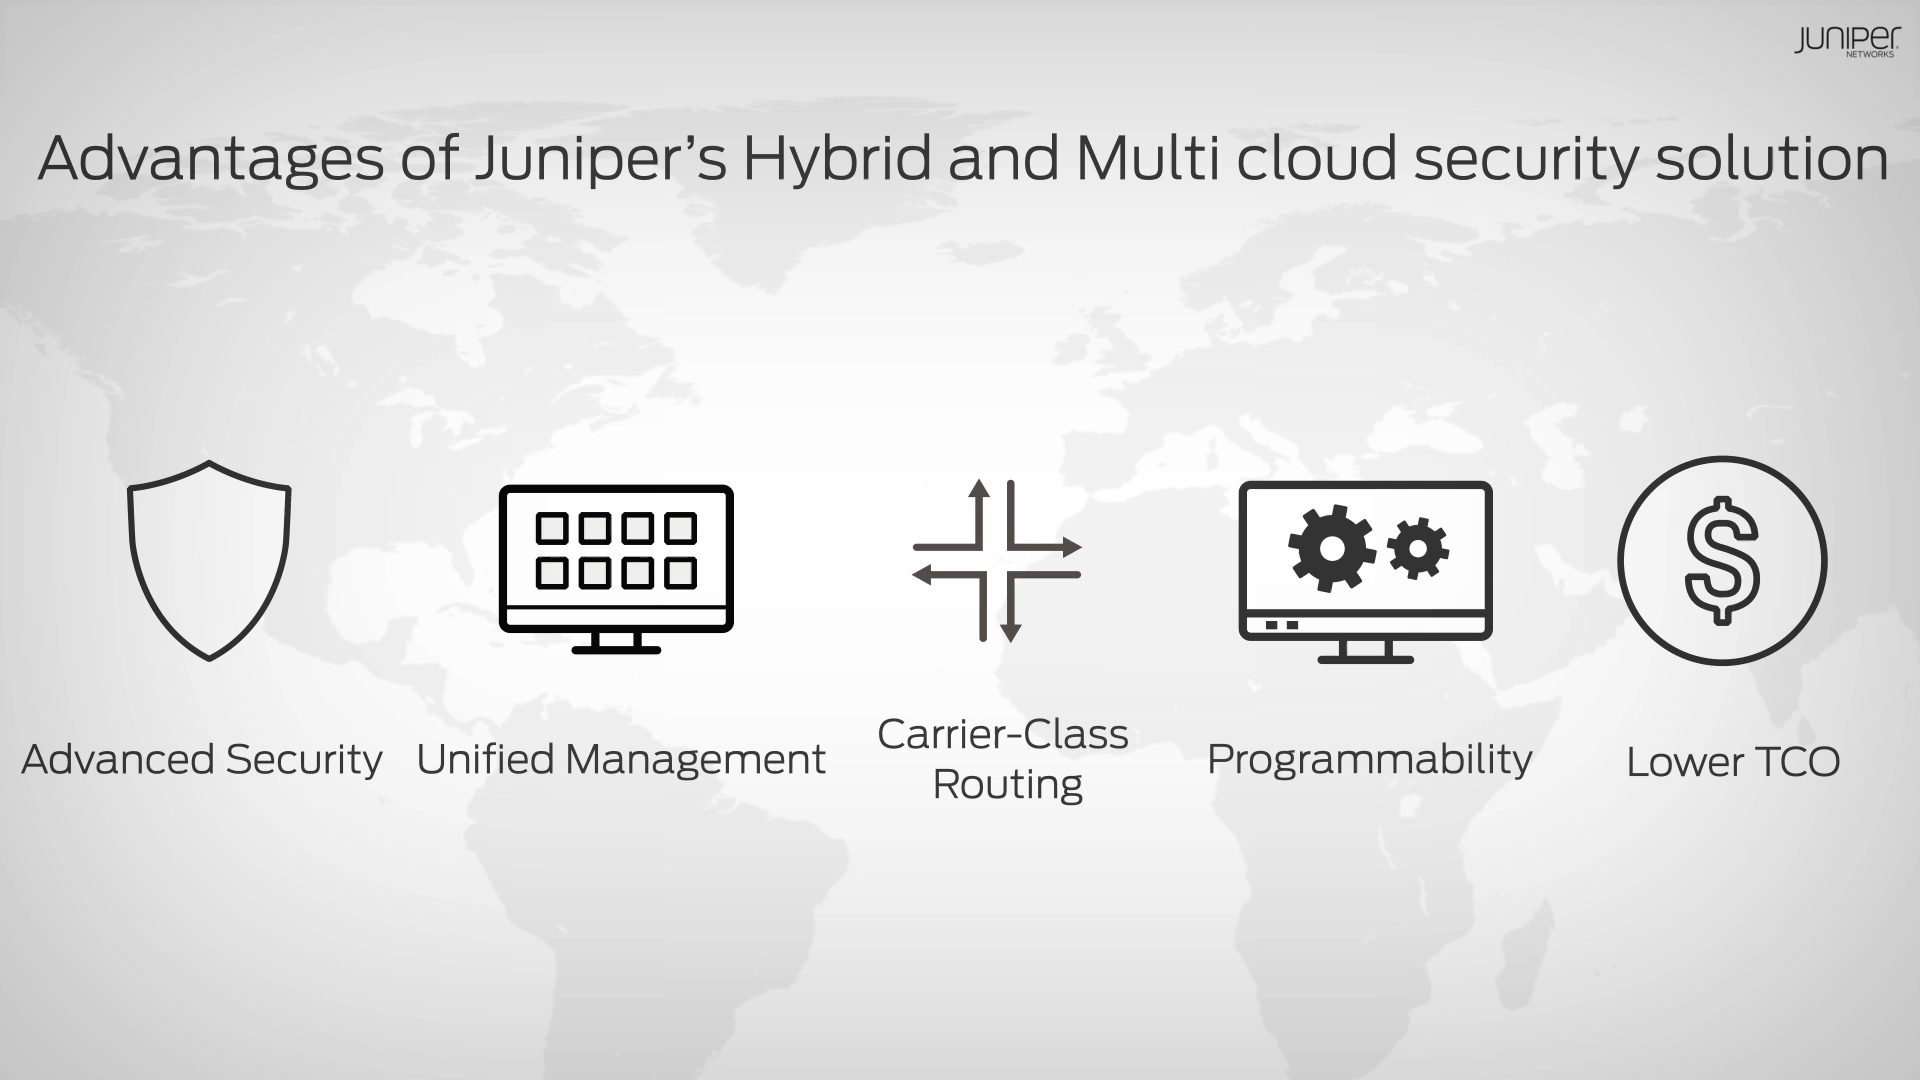 JUNIPER
NETWORKS
Advantages of Juniper’s Hybrid and Multi cloud security solution
Advanced Security
Unified Management
Carrier-Class
Routing
Programmability
Lower TCO